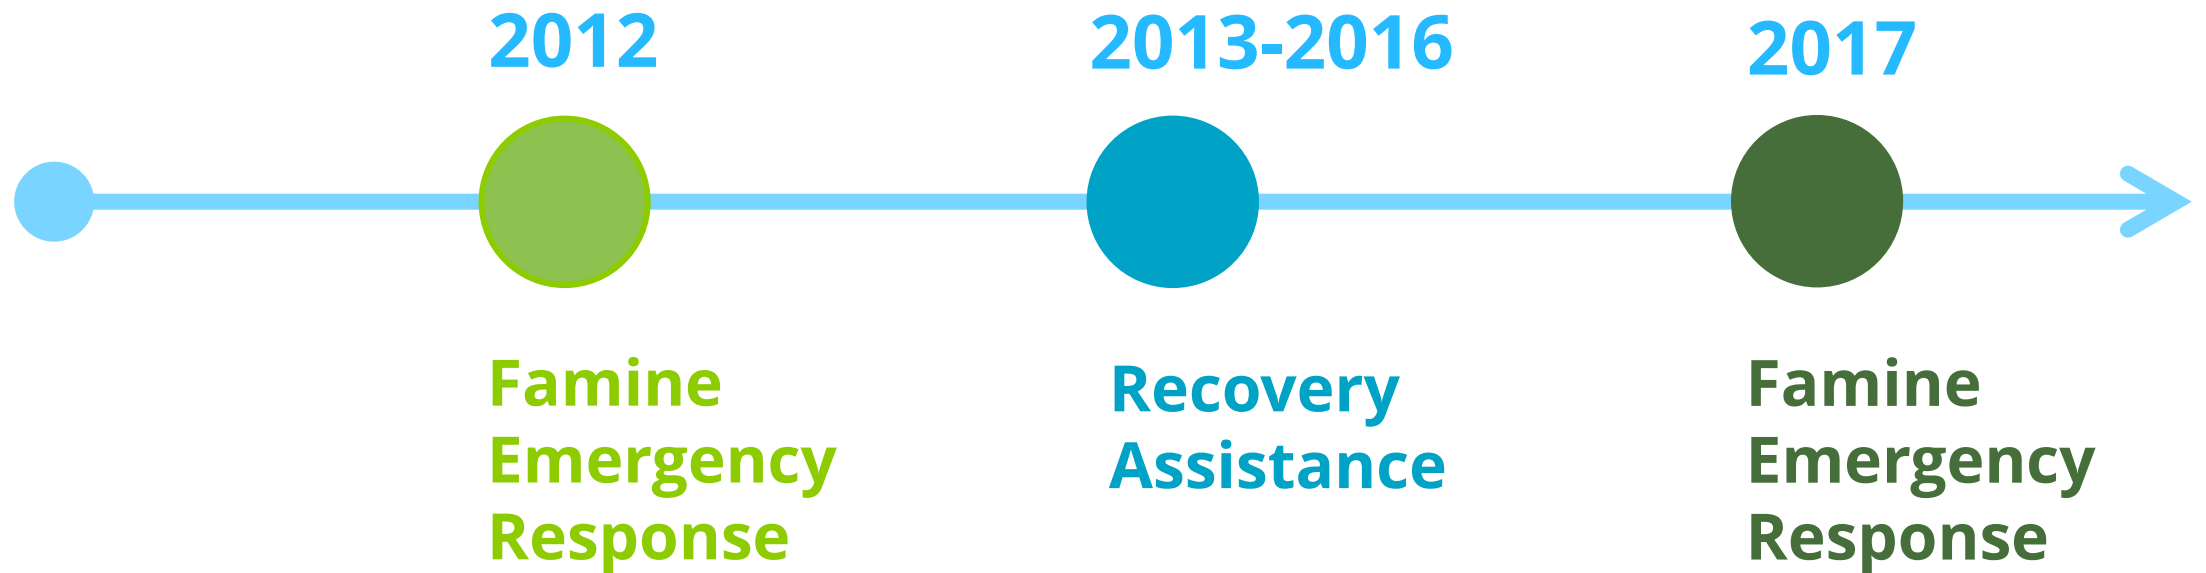 2012
2013-2016
2017
Famine
Emergency
Response
Recovery
Assistance
Famine
Emergency
Response